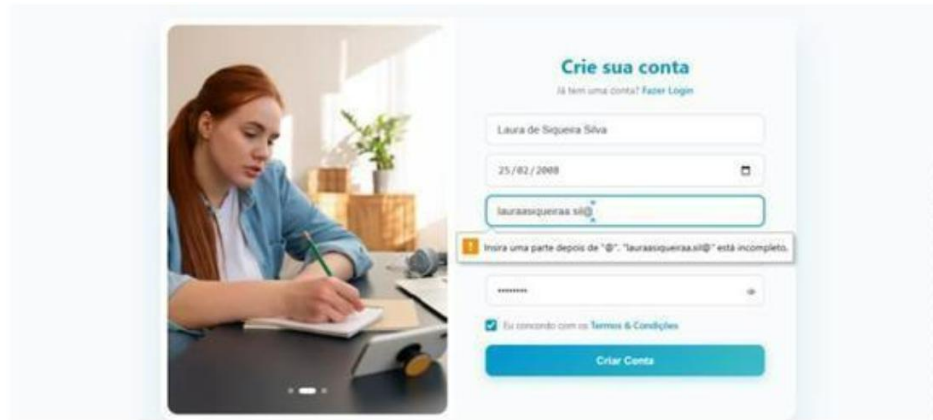 Crie sua conta
Já tem uma conta? Fazer Login
Laura de Siqueira Silva
25/02/2008
lauraasiqueiraa.sil@
! Insira uma parte depois de "@". "lauraasiqueiraa.sil@" está incompleto.
••••••••
Eu concordo com os Termos & Condições
Criar Conta